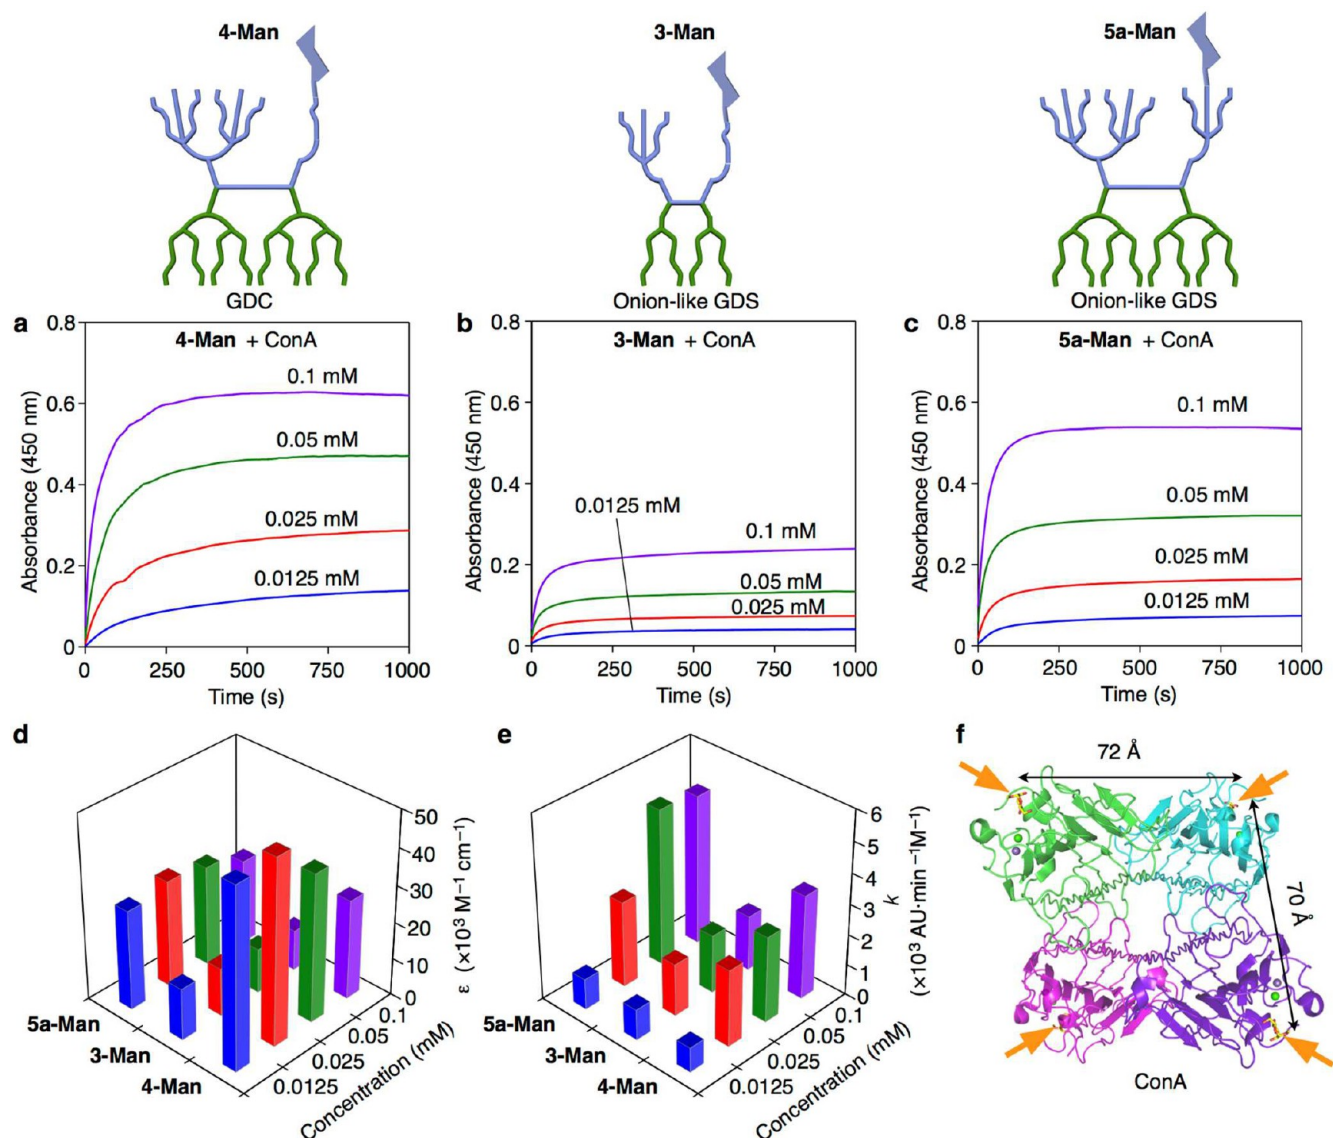 4-Man
3-Man
5a-Man
GDC
Onion-like GDS
Onion-like GDS
a
4-Man + ConA
0.8
0.6
0.4
0.2
0
Absorbance (450 nm)
0.1 mM
0.05 mM
0.025 mM
0.0125 mM
0 250 500 750 1000
Time (s)
b
3-Man + ConA
0.8
0.6
0.4
0.2
0
Absorbance (450 nm)
0.0125 mM
0.1 mM
0.05 mM
0.025 mM
0 250 500 750 1000
Time (s)
c
5a-Man + ConA
0.8
0.6
0.4
0.2
0
Absorbance (450 nm)
0.1 mM
0.05 mM
0.025 mM
0.0125 mM
0 250 500 750 1000
Time (s)
d
50
40
30
20
10
0
ε (×10³ M⁻¹ cm⁻¹)
5a-Man
3-Man
4-Man
0.1
0.05
0.025
0.0125
Concentration (mM)
e
6
5
4
3
2
1
0
k
(×10³ AU·min⁻¹M⁻¹)
5a-Man
3-Man
4-Man
0.1
0.05
0.025
0.0125
Concentration (mM)
f
72 Å
70 Å
ConA